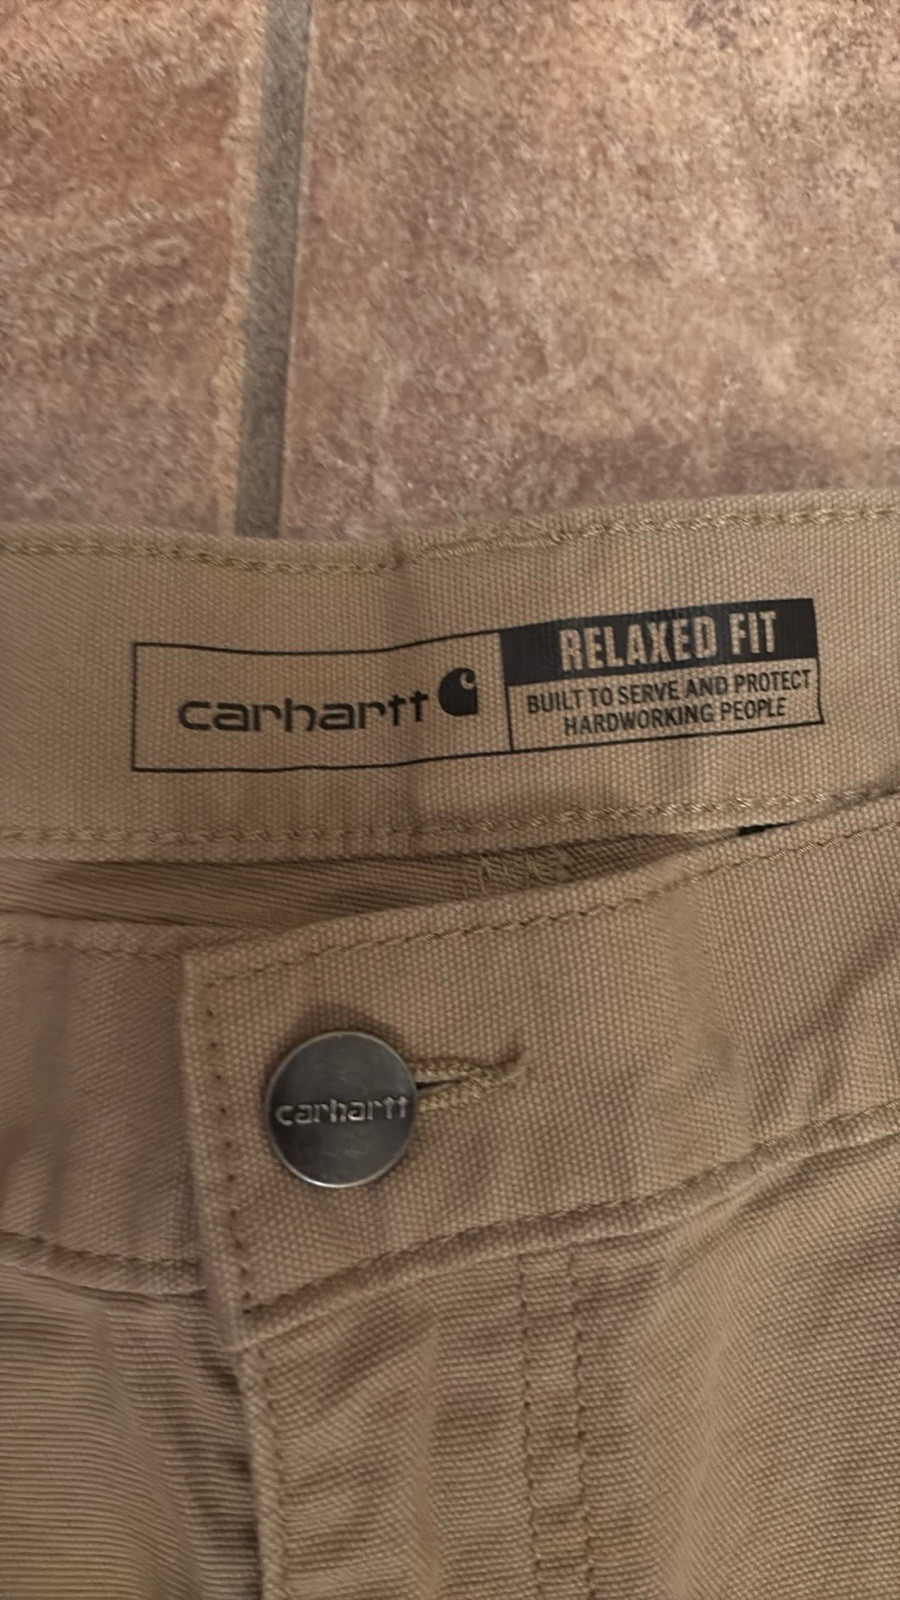 carhartt
RELAXED FIT
BUILT TO SERVE AND PROTECT
HARDWORKING PEOPLE
carhartt